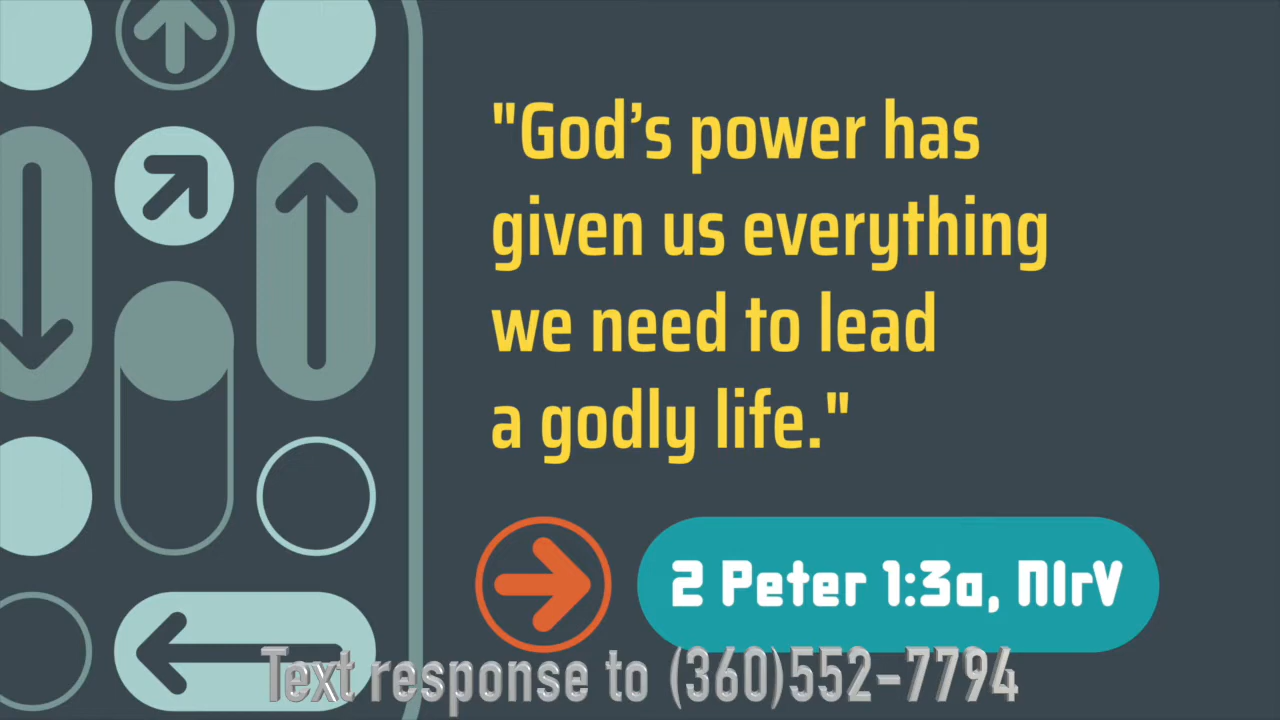 "God’s power has
given us everything
we need to lead
a godly life."
2 Peter 1:3a, NIrV
Text response to (360)552-7794